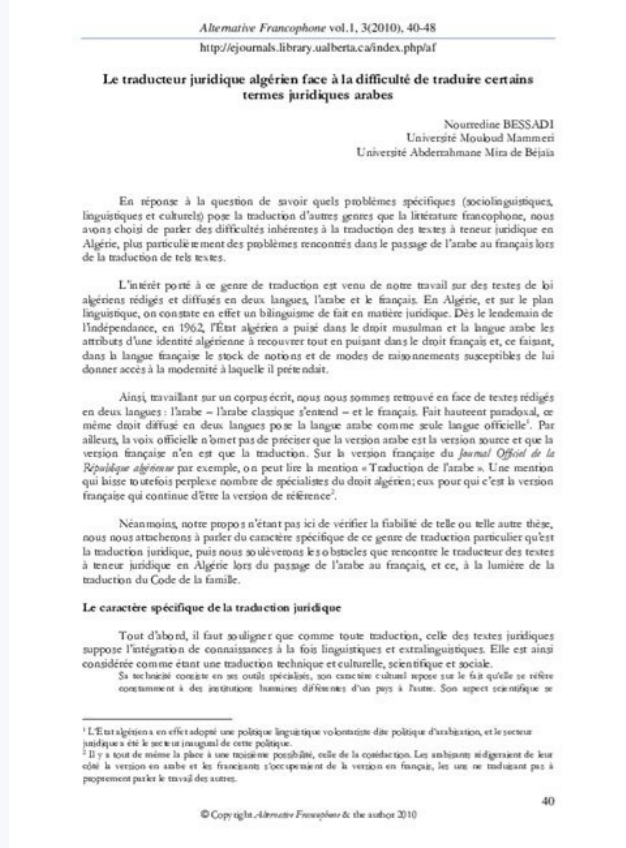 Alternative Francophone vol.1, 3(2010), 40-48
http://ejournals.library.ualberta.ca/index.php/af
Le traducteur juridique algérien face à la difficulté de traduire certains
termes juridiques arabes
Nourredine BESSADI
Université Mouloud Mammeri
Université Abderrahmane Mira de Béjaïa
En réponse à la question de savoir quels problèmes spécifiques (sociolinguistiques,
linguistiques et culturels) pose la traduction d'autres genres que la littérature francophone, nous
avons choisi de parler des difficultés inhérentes à la traduction des textes à teneur juridique en
Algérie, plus particulièrement des problèmes rencontrés dans le passage de l'arabe au français lors
de la traduction de tels textes.
L'intérêt porté à ce genre de traduction est venu de notre travail sur des textes de loi
algériens rédigés et diffusés en deux langues, l'arabe et le français. En Algérie, et sur le plan
linguistique, on constate en effet un bilinguisme de fait en matière juridique. Dès le lendemain de
l'indépendance, en 1962, l'État algérien a puisé dans le droit musulman et la langue arabe les
attributs d'une identité algérienne à recouvrer tout en puisant dans le droit français et, ce faisant,
dans la langue française le stock de notions et de modes de raisonnements susceptibles de lui
donner accès à la modernité à laquelle il prétendait.
Ainsi, travaillant sur un corpus écrit, nous nous sommes retrouvé en face de textes rédigés
en deux langues : l'arabe – l'arabe classique s'entend – et le français. Fait hautement paradoxal, ce
même droit diffusé en deux langues pose la langue arabe comme seule langue officielle¹. Par
ailleurs, la voix officielle n'omet pas de préciser que la version arabe est la version source et que la
version française n'en est que la traduction. Sur la version française du Journal Officiel de la
République algérienne par exemple, on peut lire la mention « Traduction de l'arabe ». Une mention
qui laisse toutefois perplexe nombre de spécialistes du droit algérien; eux pour qui c'est la version
française qui continue d'être la version de référence².
Néanmoins, notre propos n'étant pas ici de vérifier la fiabilité de telle ou telle autre thèse,
nous nous attacherons à parler du caractère spécifique de ce genre de traduction particulier qu'est
la traduction juridique, puis nous soulèverons les obstacles que rencontre le traducteur des textes
à teneur juridique en Algérie lors du passage de l'arabe au français, et ce, à la lumière de la
traduction du Code de la famille.
Le caractère spécifique de la traduction juridique
Tout d'abord, il faut souligner que comme toute traduction, celle des textes juridiques
suppose l'intégration de connaissances à la fois linguistiques et extralinguistiques. Elle est ainsi
considérée comme étant une traduction technique et culturelle, scientifique et sociale.
Sa technicité consiste en ses outils spécialisés, son caractère culturel repose sur le fait qu'elle se réfère
constamment à des institutions humaines différentes d'un pays à l'autre. Son aspect scientifique se
¹ L'État algérien a en effet adopté une politique linguistique volontariste dite politique d'arabisation, et le secteur
juridique a été le secteur inaugural de cette politique.
² Il y a tout de même la place à une troisième possibilité, celle de la corédaction. Les arabisants rédigeraient de leur
côté la version en arabe et les francisants s'occuperaient de la version en français, les uns ne traduisant pas à
proprement parler le travail des autres.
40
© Copyright Alternative Francophone & the author 2010